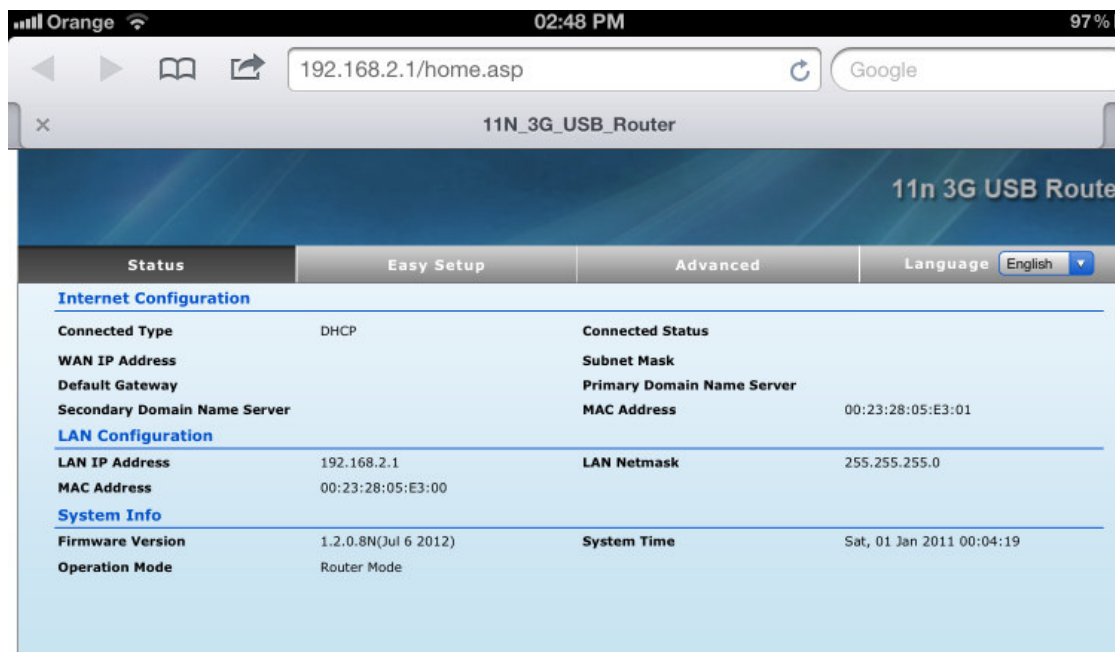 Orange 02:48 PM 97%
192.168.2.1/home.asp Google
11N_3G_USB_Router
11n 3G USB Route
Status Easy Setup Advanced Language English
Internet Configuration
Connected Type DHCP Connected Status
WAN IP Address Subnet Mask
Default Gateway Primary Domain Name Server
Secondary Domain Name Server MAC Address 00:23:28:05:E3:01
LAN Configuration
LAN IP Address 192.168.2.1 LAN Netmask 255.255.255.0
MAC Address 00:23:28:05:E3:00
System Info
Firmware Version 1.2.0.8N(Jul 6 2012) System Time Sat, 01 Jan 2011 00:04:19
Operation Mode Router Mode